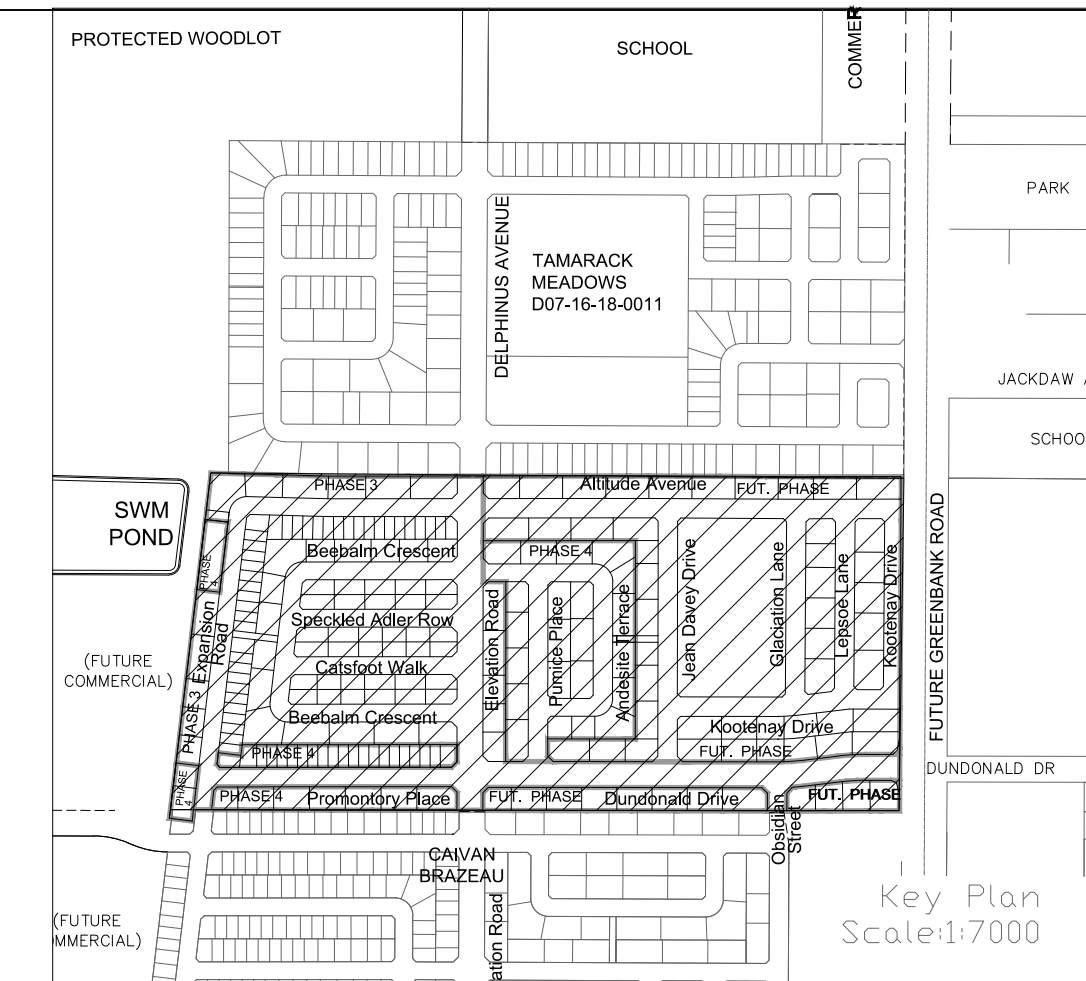 PROTECTED WOODLOT
SCHOOL
COMMER
PARK
DELPHINUS AVENUE
TAMARACK
MEADOWS
D07-16-18-0011
JACKDAW
SCHOO
PHASE 3
Altitude Avenue
FUT. PHASE
SWM
POND
Beebalm Crescent
PHASE 4
PHASE 4
Speckled Adler Row
Catsfoot Walk
Beebalm Crescent
Expansion
Road
PHASE 3
(FUTURE
COMMERCIAL)
Elevation Road
Pumice Place
Andesite Terrace
Jean Davey Drive
Glaciation Lane
Lepsoe Lane
Kootenay Drive
FUTURE GREENBANK ROAD
Kootenay Drive
FUT. PHASE
PHASE 4
DUNDONALD DR
PHASE 4
PHASE 4
Promontory Place
FUT. PHASE
Dundonald Drive
FUT. PHASE
Obsidian
Street
CAIVAN
BRAZEAU
ation Road
(FUTURE
MMERCIAL)
Key Plan
Scale:1:7000